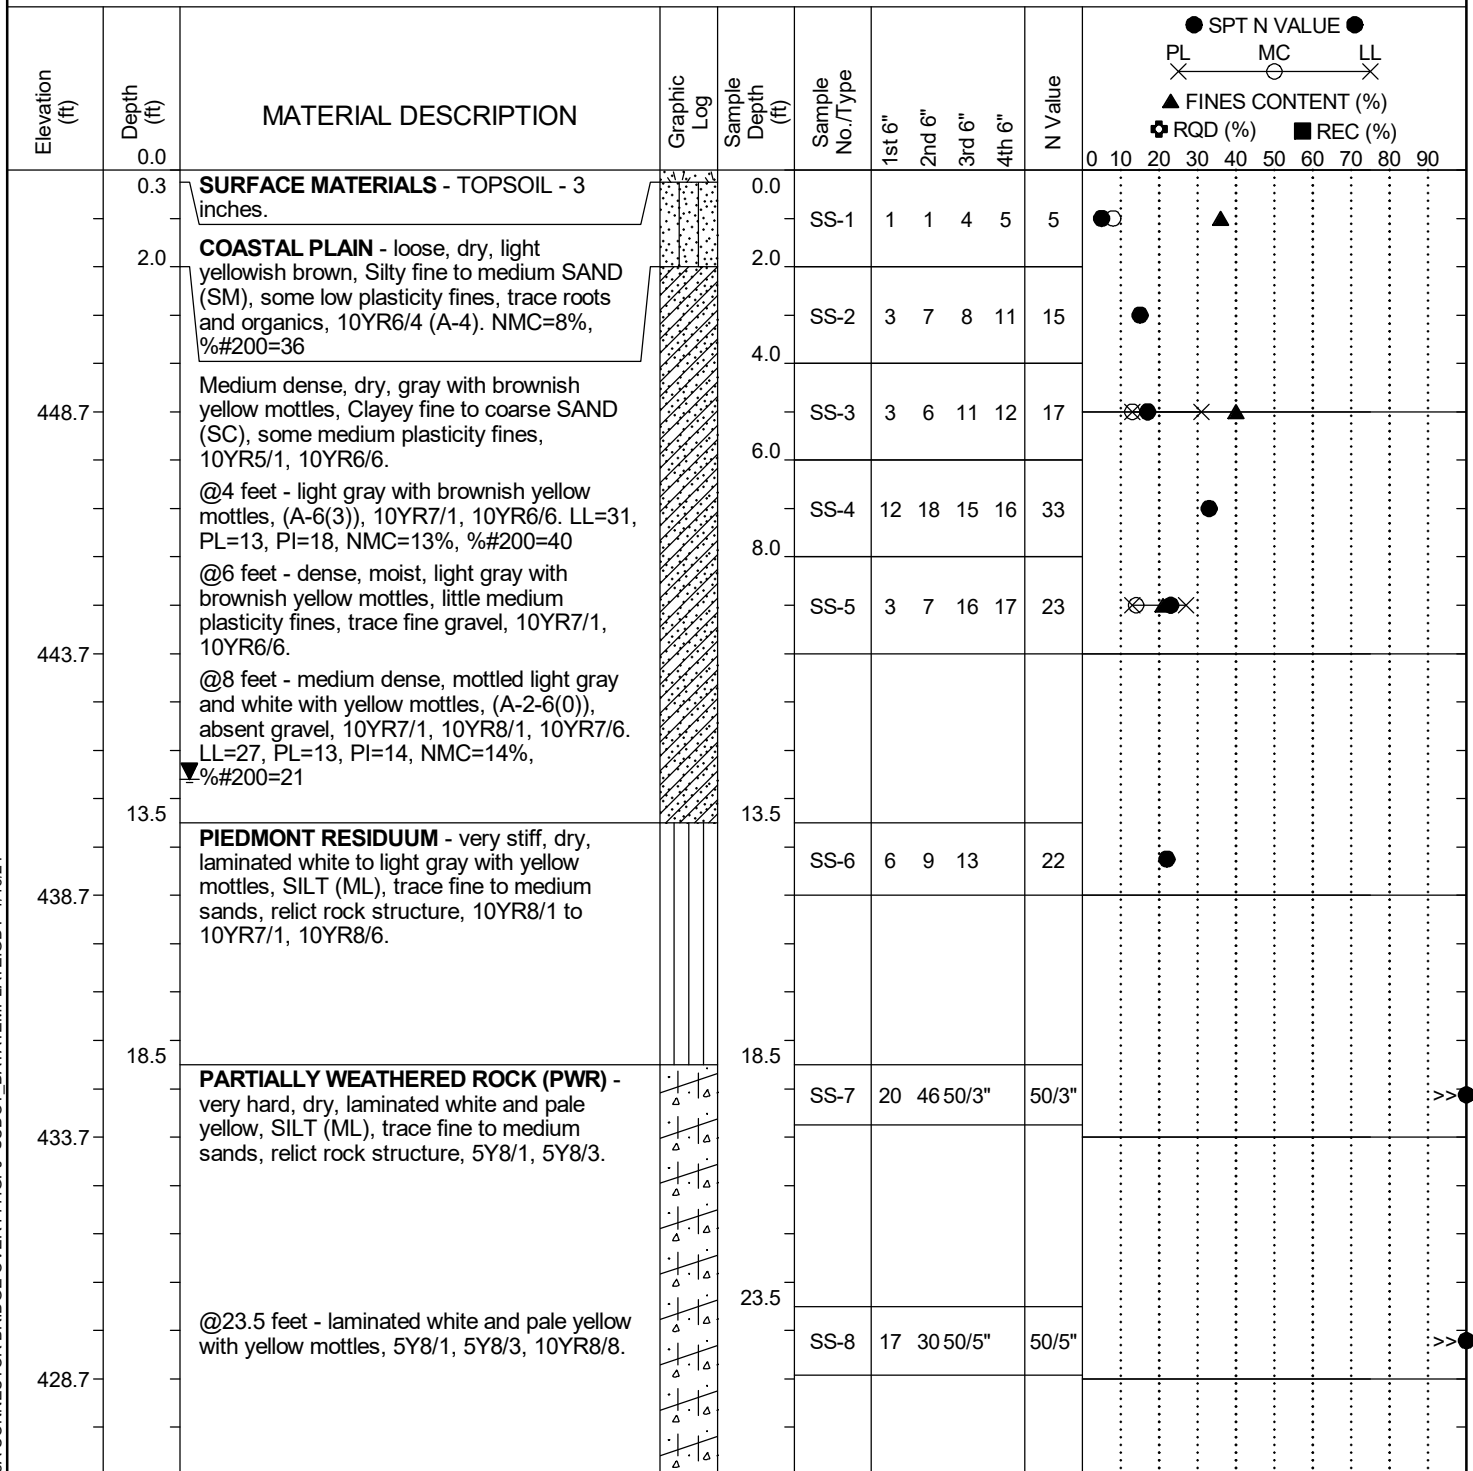 Elevation (ft)
Depth (ft)
0.0
MATERIAL DESCRIPTION
Graphic Log
Sample Depth (ft)
Sample No./Type
1st 6"
2nd 6"
3rd 6"
4th 6"
N Value
● SPT N VALUE ●
PL MC LL
▲ FINES CONTENT (%)
RQD (%) ■ REC (%)
0 10 20 30 40 50 60 70 80 90
0.3
SURFACE MATERIALS - TOPSOIL - 3
inches.
0.0
SS-1 1 1 4 5 5
2.0
COASTAL PLAIN - loose, dry, light
yellowish brown, Silty fine to medium SAND
(SM), some low plasticity fines, trace roots
and organics, 10YR6/4 (A-4). NMC=8%,
%#200=36
2.0
SS-2 3 7 8 11 15
4.0
448.7
Medium dense, dry, gray with brownish
yellow mottles, Clayey fine to coarse SAND
(SC), some medium plasticity fines,
10YR5/1, 10YR6/6.
SS-3 3 6 11 12 17
6.0
@4 feet - light gray with brownish yellow
mottles, (A-6(3)), 10YR7/1, 10YR6/6. LL=31,
PL=13, PI=18, NMC=13%, %#200=40
SS-4 12 18 15 16 33
8.0
@6 feet - dense, moist, light gray with
brownish yellow mottles, little medium
plasticity fines, trace fine gravel, 10YR7/1,
10YR6/6.
SS-5 3 7 16 17 23
443.7
@8 feet - medium dense, mottled light gray
and white with yellow mottles, (A-2-6(0)),
absent gravel, 10YR7/1, 10YR8/1, 10YR7/6.
LL=27, PL=13, PI=14, NMC=14%,
%#200=21
13.5
13.5
PIEDMONT RESIDUUM - very stiff, dry,
laminated white to light gray with yellow
mottles, SILT (ML), trace fine to medium
sands, relict rock structure, 10YR8/1 to
10YR7/1, 10YR8/6.
SS-6 6 9 13 22
438.7
18.5
18.5
PARTIALLY WEATHERED ROCK (PWR) -
very hard, dry, laminated white and pale
yellow, SILT (ML), trace fine to medium
sands, relict rock structure, 5Y8/1, 5Y8/3.
SS-7 20 46 50/3" 50/3" >>
433.7
23.5
@23.5 feet - laminated white and pale yellow
with yellow mottles, 5Y8/1, 5Y8/3, 10YR8/8.
SS-8 17 30 50/5" 50/5" >>
428.7